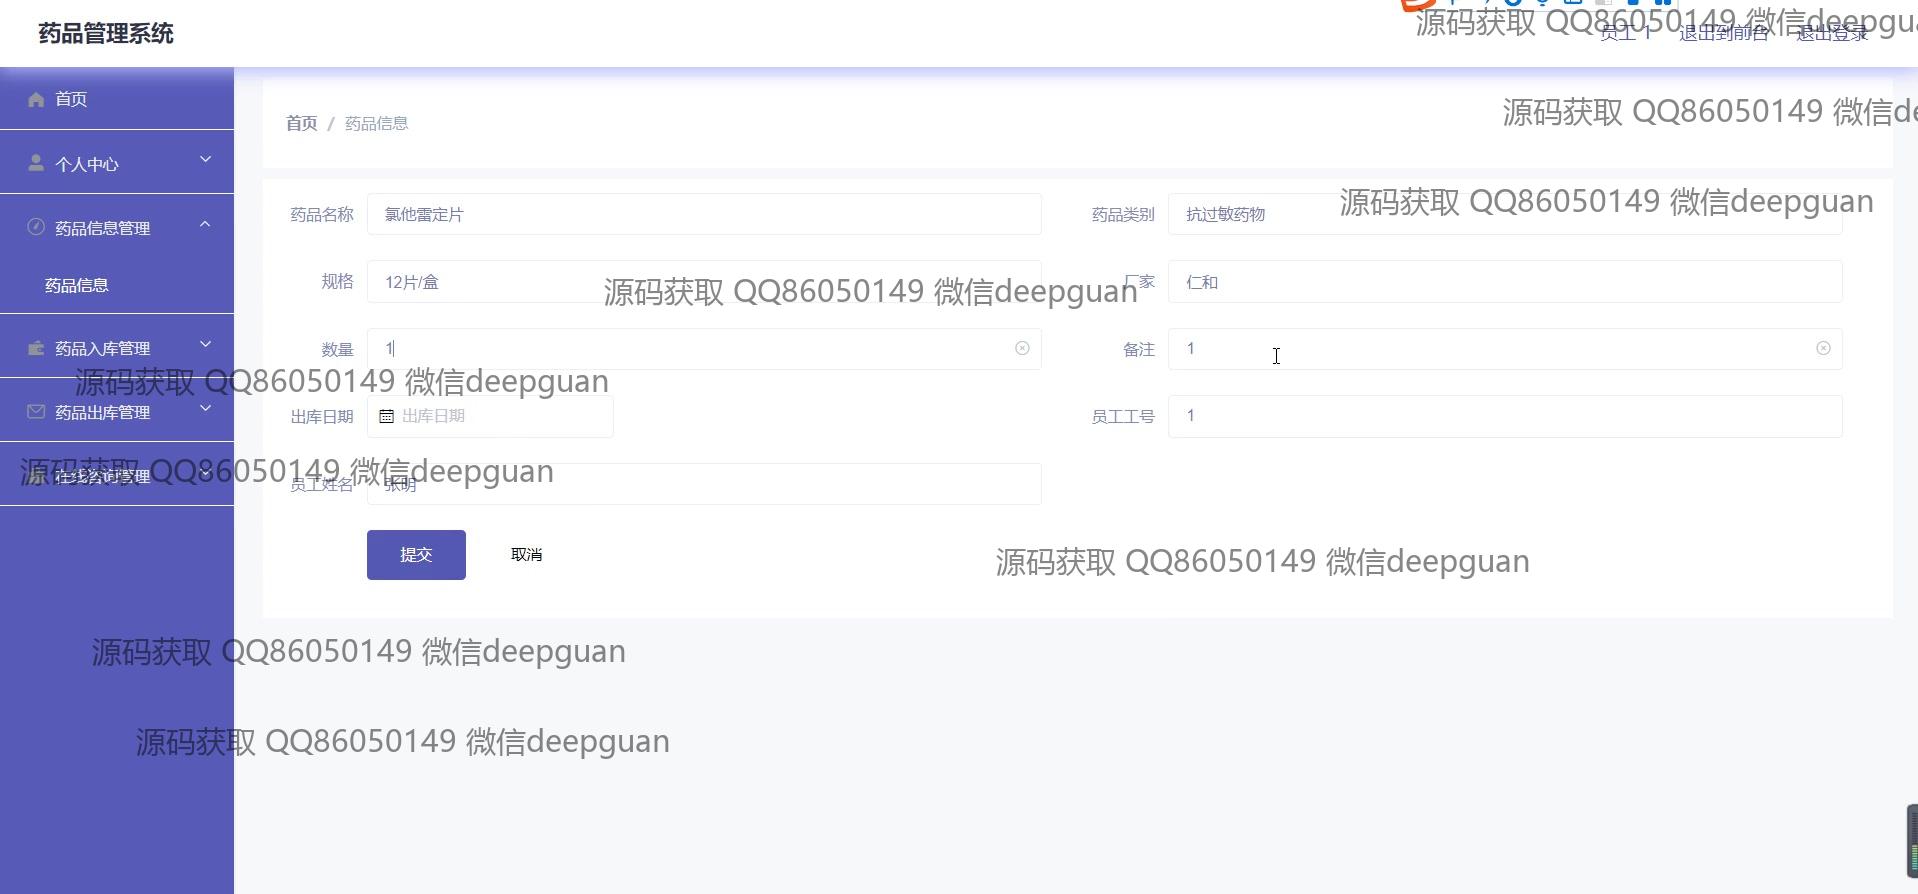 药品管理系统
源码获取 QQ86050149 微信deepgua
员工 1 退出到前台 退出登录
首页
个人中心
药品信息管理
药品信息
药品入库管理
药品出库管理
在线咨询管理
首页 / 药品信息
源码获取 QQ86050149 微信de
药品名称 氯他雷定片
药品类别 抗过敏药物
源码获取 QQ86050149 微信deepguan
规格 12片/盒
厂家 仁和
源码获取 QQ86050149 微信deepguan
数量 1
备注 1
源码获取 QQ86050149 微信deepguan
出库日期 出库日期
员工工号 1
源码获取 QQ86050149 微信deepguan
员工姓名 张明
提交 取消
源码获取 QQ86050149 微信deepguan
源码获取 QQ86050149 微信deepguan
源码获取 QQ86050149 微信deepguan